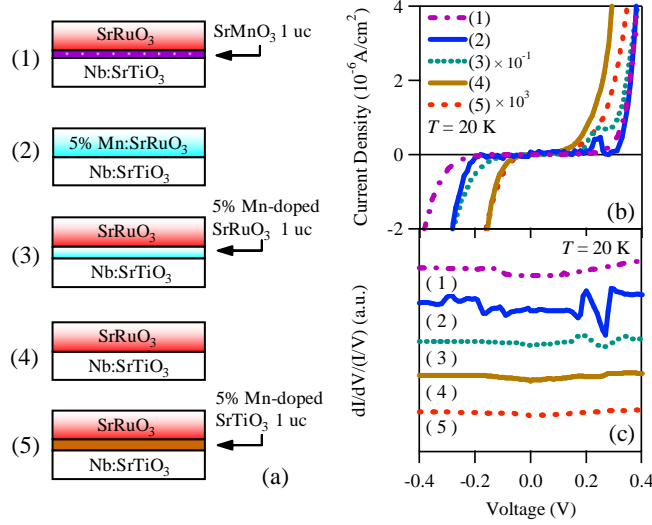 (1)
SrRuO3
Nb:SrTiO3
SrMnO3 1 uc
(2)
5% Mn:SrRuO3
Nb:SrTiO3
(3)
SrRuO3
Nb:SrTiO3
5% Mn-doped
SrRuO3 1 uc
(4)
SrRuO3
Nb:SrTiO3
(5)
SrRuO3
Nb:SrTiO3
5% Mn-doped
SrTiO3 1 uc
(a)
Current Density (10-6A/cm2)
4
2
0
-2
(1)
(2)
(3) × 10-1
(4)
(5) × 103
T = 20 K
(b)
dI/dV/(I/V) (a.u.)
T = 20 K
( 1 )
( 2 )
( 3 )
( 4 )
( 5 )
(c)
-0.4 -0.2 0.0 0.2 0.4
Voltage (V)